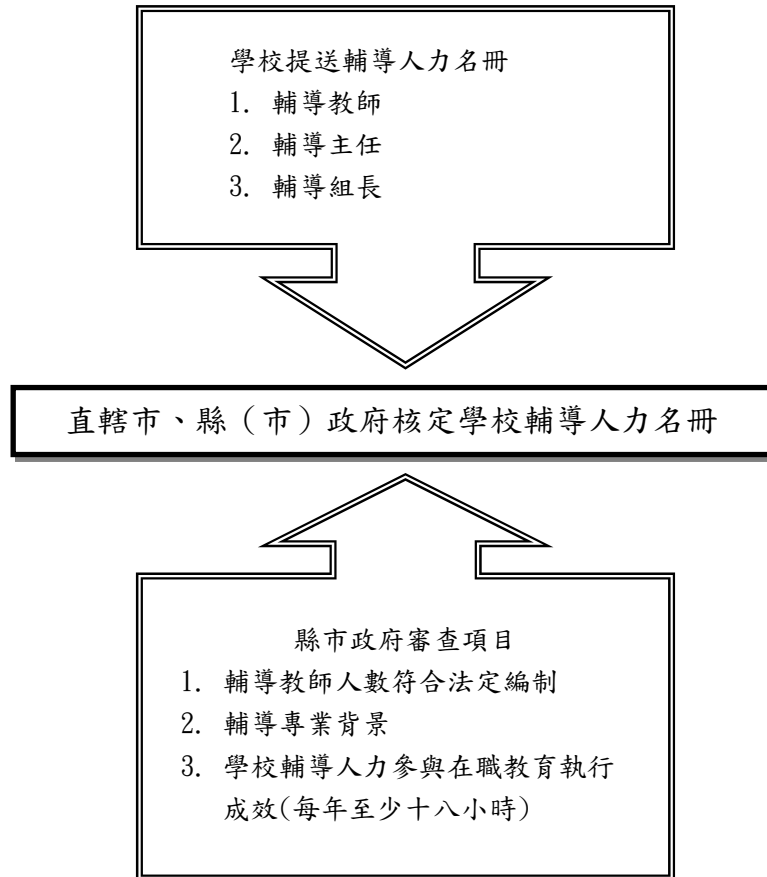 學校提送輔導人力名冊
1. 輔導教師
2. 輔導主任
3. 輔導組長
直轄市、縣（市）政府核定學校輔導人力名冊
縣市政府審查項目
1. 輔導教師人數符合法定編制
2. 輔導專業背景
3. 學校輔導人力參與在職教育執行
成效(每年至少十八小時)